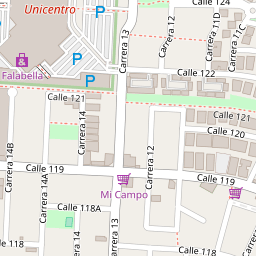 Calle 124
Unicentro
Carrera 13
Carrera 12
Carrera 11D
Carrera 11C
P
P
Falabella
P
Calle 122
Calle 121
Calle 121
Carrera 14
Calle 120
Carrera 12
Carrera 14B
Calle 119
Calle 119
Carrera 14A
Mi Campo
Calle 118A
Carrera 13
Calle 118
Calle 118
Carrera